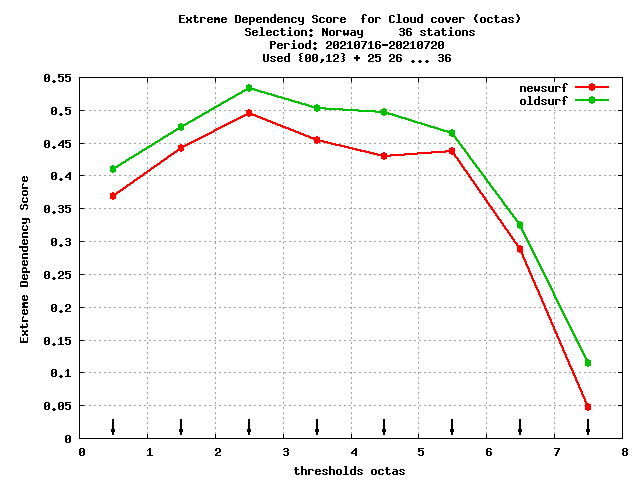 Extreme Dependency Score  for Cloud cover (octas)
Selection: Norway     36 stations
Period: 20210716-20210720
Used {00,12} + 25 26 ... 36
newsurf
oldsurf
Extreme Dependency Score
0.55
0.5
0.45
0.4
0.35
0.3
0.25
0.2
0.15
0.1
0.05
0
0 1 2 3 4 5 6 7 8
thresholds octas